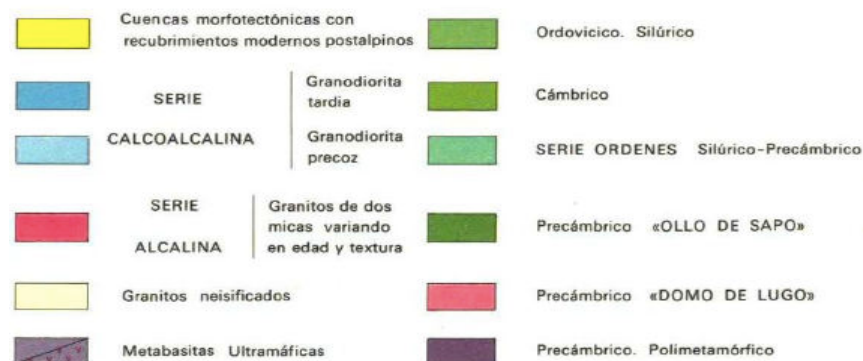 Cuencas morfotectónicas con
recubrimientos modernos postalpinos
SERIE
CALCOALCALINA
Granodiorita
tardia
Granodiorita
precoz
SERIE
ALCALINA
Granitos de dos
micas variando
en edad y textura
Granitos neisificados
Metabasitas Ultramáficas
Ordovicico. Silúrico
Cámbrico
SERIE ORDENES Silúrico-Precámbrico
Precámbrico «OLLO DE SAPO»
Precámbrico «DOMO DE LUGO»
Precámbrico. Polimetamórfico